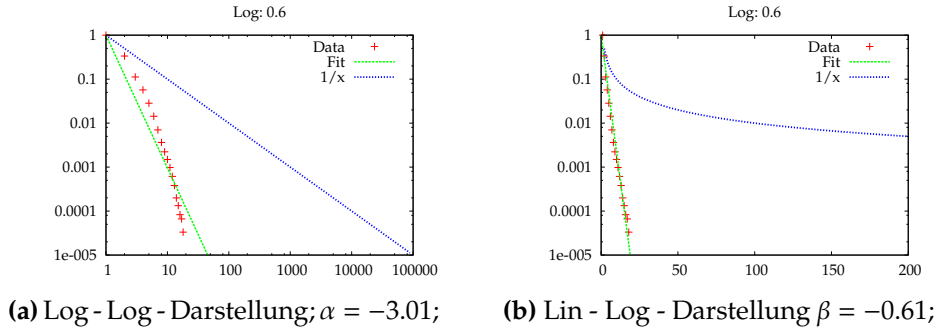 Log: 0.6
1
0.1
0.01
0.001
0.0001
1e-005
1 10 100 1000 10000 100000
Data
Fit
1/x
(a) Log - Log - Darstellung; α = −3.01;
Log: 0.6
1
0.1
0.01
0.001
0.0001
1e-005
0 50 100 150 200
Data
Fit
1/x
(b) Lin - Log - Darstellung β = −0.61;